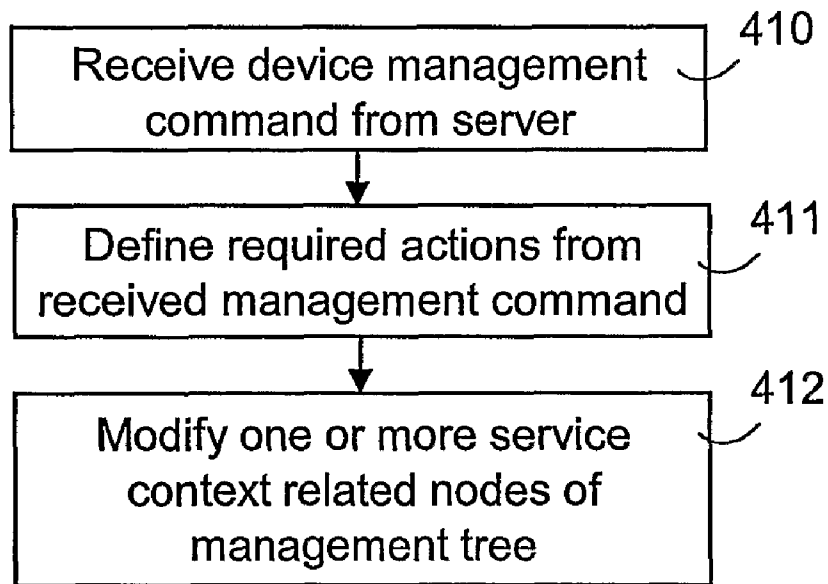 410
Receive device management
command from server
411
Define required actions from
received management command
412
Modify one or more service
context related nodes of
management tree